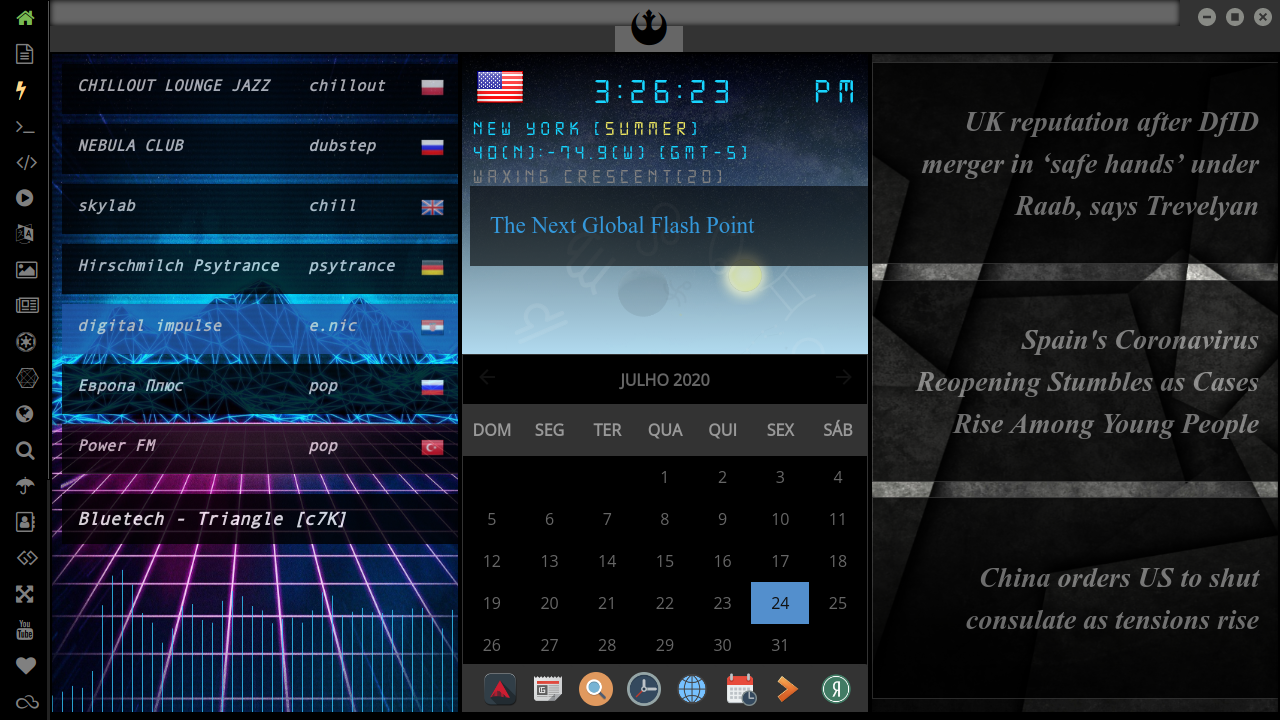 CHILLOUT LOUNGE JAZZ chillout
NEBULA CLUB dubstep
skylab chill
Hirschmilch Psytrance psytrance
digital impulse e.nic
Европа Плюс pop
Power FM pop
Bluetech - Triangle [c7K]
3:26:23 PM
NEW YORK (SUMMER)
40(N):-74.9(W) (GMT-5)
WAXING CRESCENT(20)
The Next Global Flash Point
JULHO 2020
DOM SEG TER QUA QUI SEX SÁB
1 2 3 4
5 6 7 8 9 10 11
12 13 14 15 16 17 18
19 20 21 22 23 24 25
26 27 28 29 30 31
UK reputation after DfID
merger in ‘safe hands’ under
Raab, says Trevelyan
Spain's Coronavirus
Reopening Stumbles as Cases
Rise Among Young People
China orders US to shut
consulate as tensions rise
You
Tube
Я